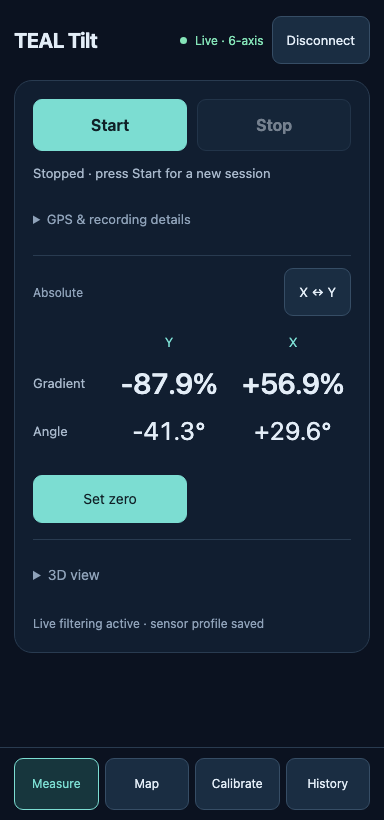 TEAL Tilt
Live · 6-axis
Disconnect
Start
Stop
Stopped · press Start for a new session
▶ GPS & recording details
Absolute
X ↔ Y
Y X
Gradient -87.9% +56.9%
Angle -41.3° +29.6°
Set zero
▶ 3D view
Live filtering active · sensor profile saved
Measure
Map
Calibrate
History